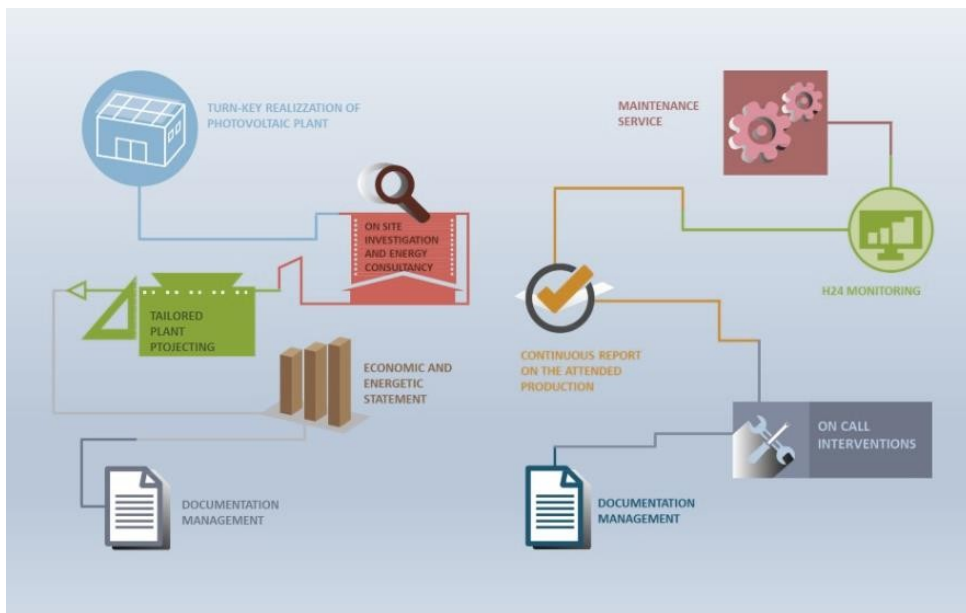 TURN-KEY REALIZZATION OF
PHOTOVOLTAIC PLANT
ON SITE
INVESTIGATION
AND ENERGY
CONSULTANCY
TAILORED
PLANT
PTOJECTING
ECONOMIC AND
ENERGETIC
STATEMENT
DOCUMENTATION
MANAGEMENT
MAINTENANCE
SERVICE
H24 MONITORING
CONTINUOUS REPORT
ON THE ATTENDED
PRODUCTION
ON CALL
INTERVENTIONS
DOCUMENTATION
MANAGEMENT